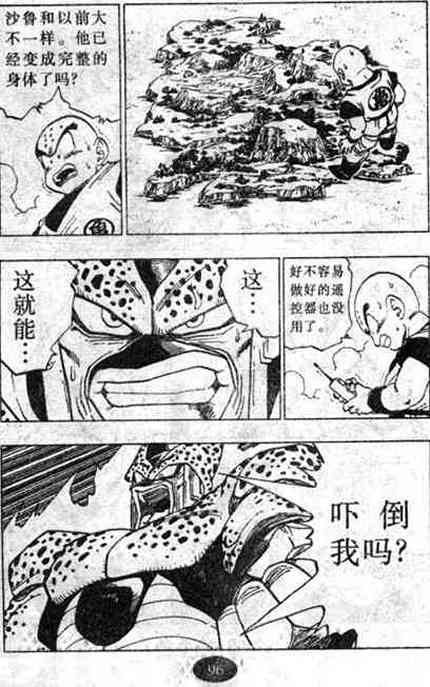 沙鲁和以前大
不一样。他已
经变成完整的
身体了吗?
好不容易
做好的遥
控器也没
用了。
这…
这就能…
吓倒
我吗?
96